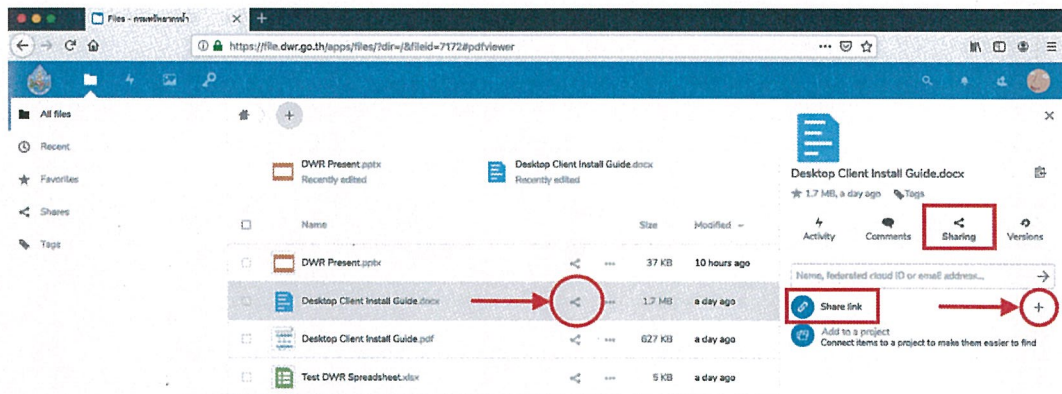 Files - กรมทรัพยากรน้ำ
https://file.dwr.go.th/apps/files/?dir=/&fileid=7172#pdfviewer
All files
Recent
Favorites
Shares
Tags
DWR Present.pptx
Recently edited
Desktop Client Install Guide.docx
Recently edited
Name
Size
Modified
DWR Present.pptx
37 KB
10 hours ago
Desktop Client Install Guide.docx
1.7 MB
a day ago
Desktop Client Install Guide.pdf
627 KB
a day ago
Test DWR Spreadsheet.xlsx
5 KB
a day ago
Desktop Client Install Guide.docx
1.7 MB, a day ago
Tags
Activity
Comments
Sharing
Versions
Name, federated cloud ID or email address...
Share link
Add to a project
Connect items to a project to make them easier to find